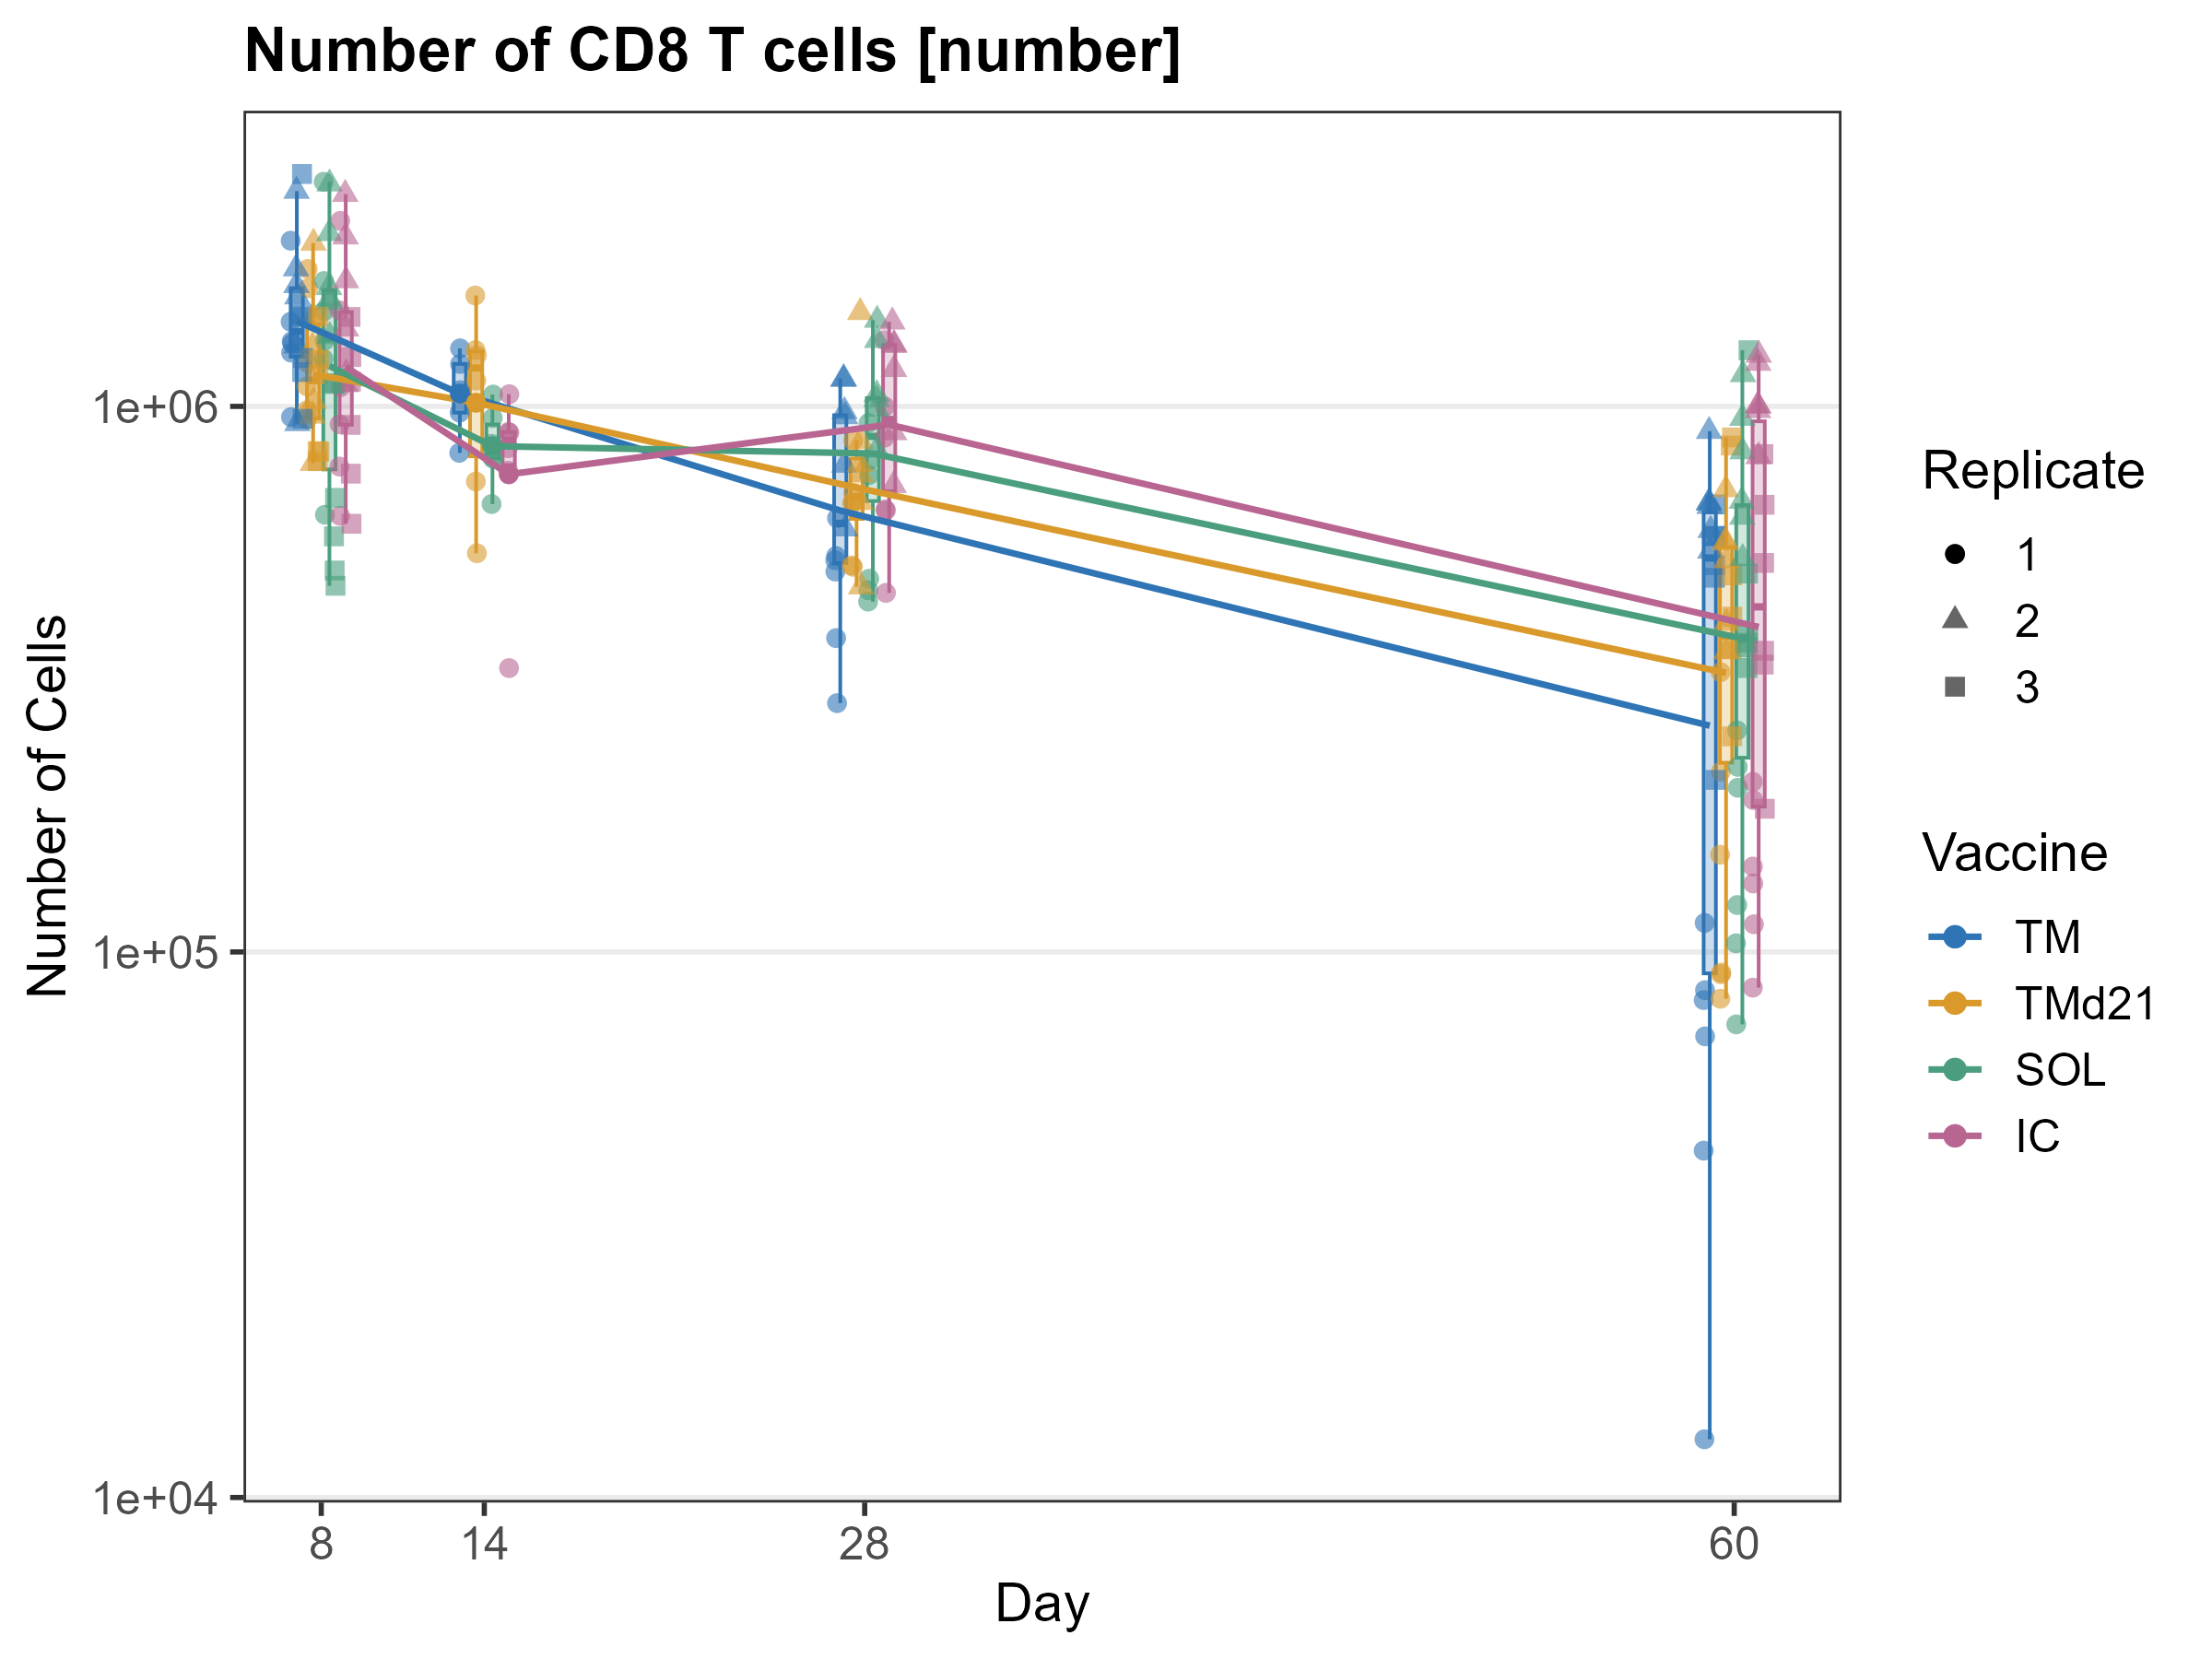 Number of CD8 T cells [number]
Number of Cells
1e+06
1e+05
1e+04
8 14 28 60
Day
Replicate
1
2
3
Vaccine
TM
TMd21
SOL
IC